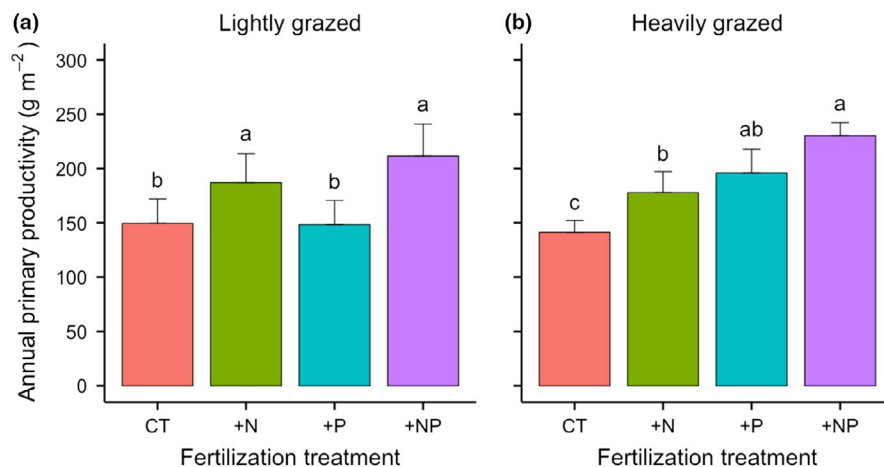 (a)
Lightly grazed
(b)
Heavily grazed
Annual primary productivity (g m⁻²)
300
250
200
150
100
50
0
b
a
b
a
c
b
ab
a
CT
+N
+P
+NP
CT
+N
+P
+NP
Fertilization treatment
Fertilization treatment